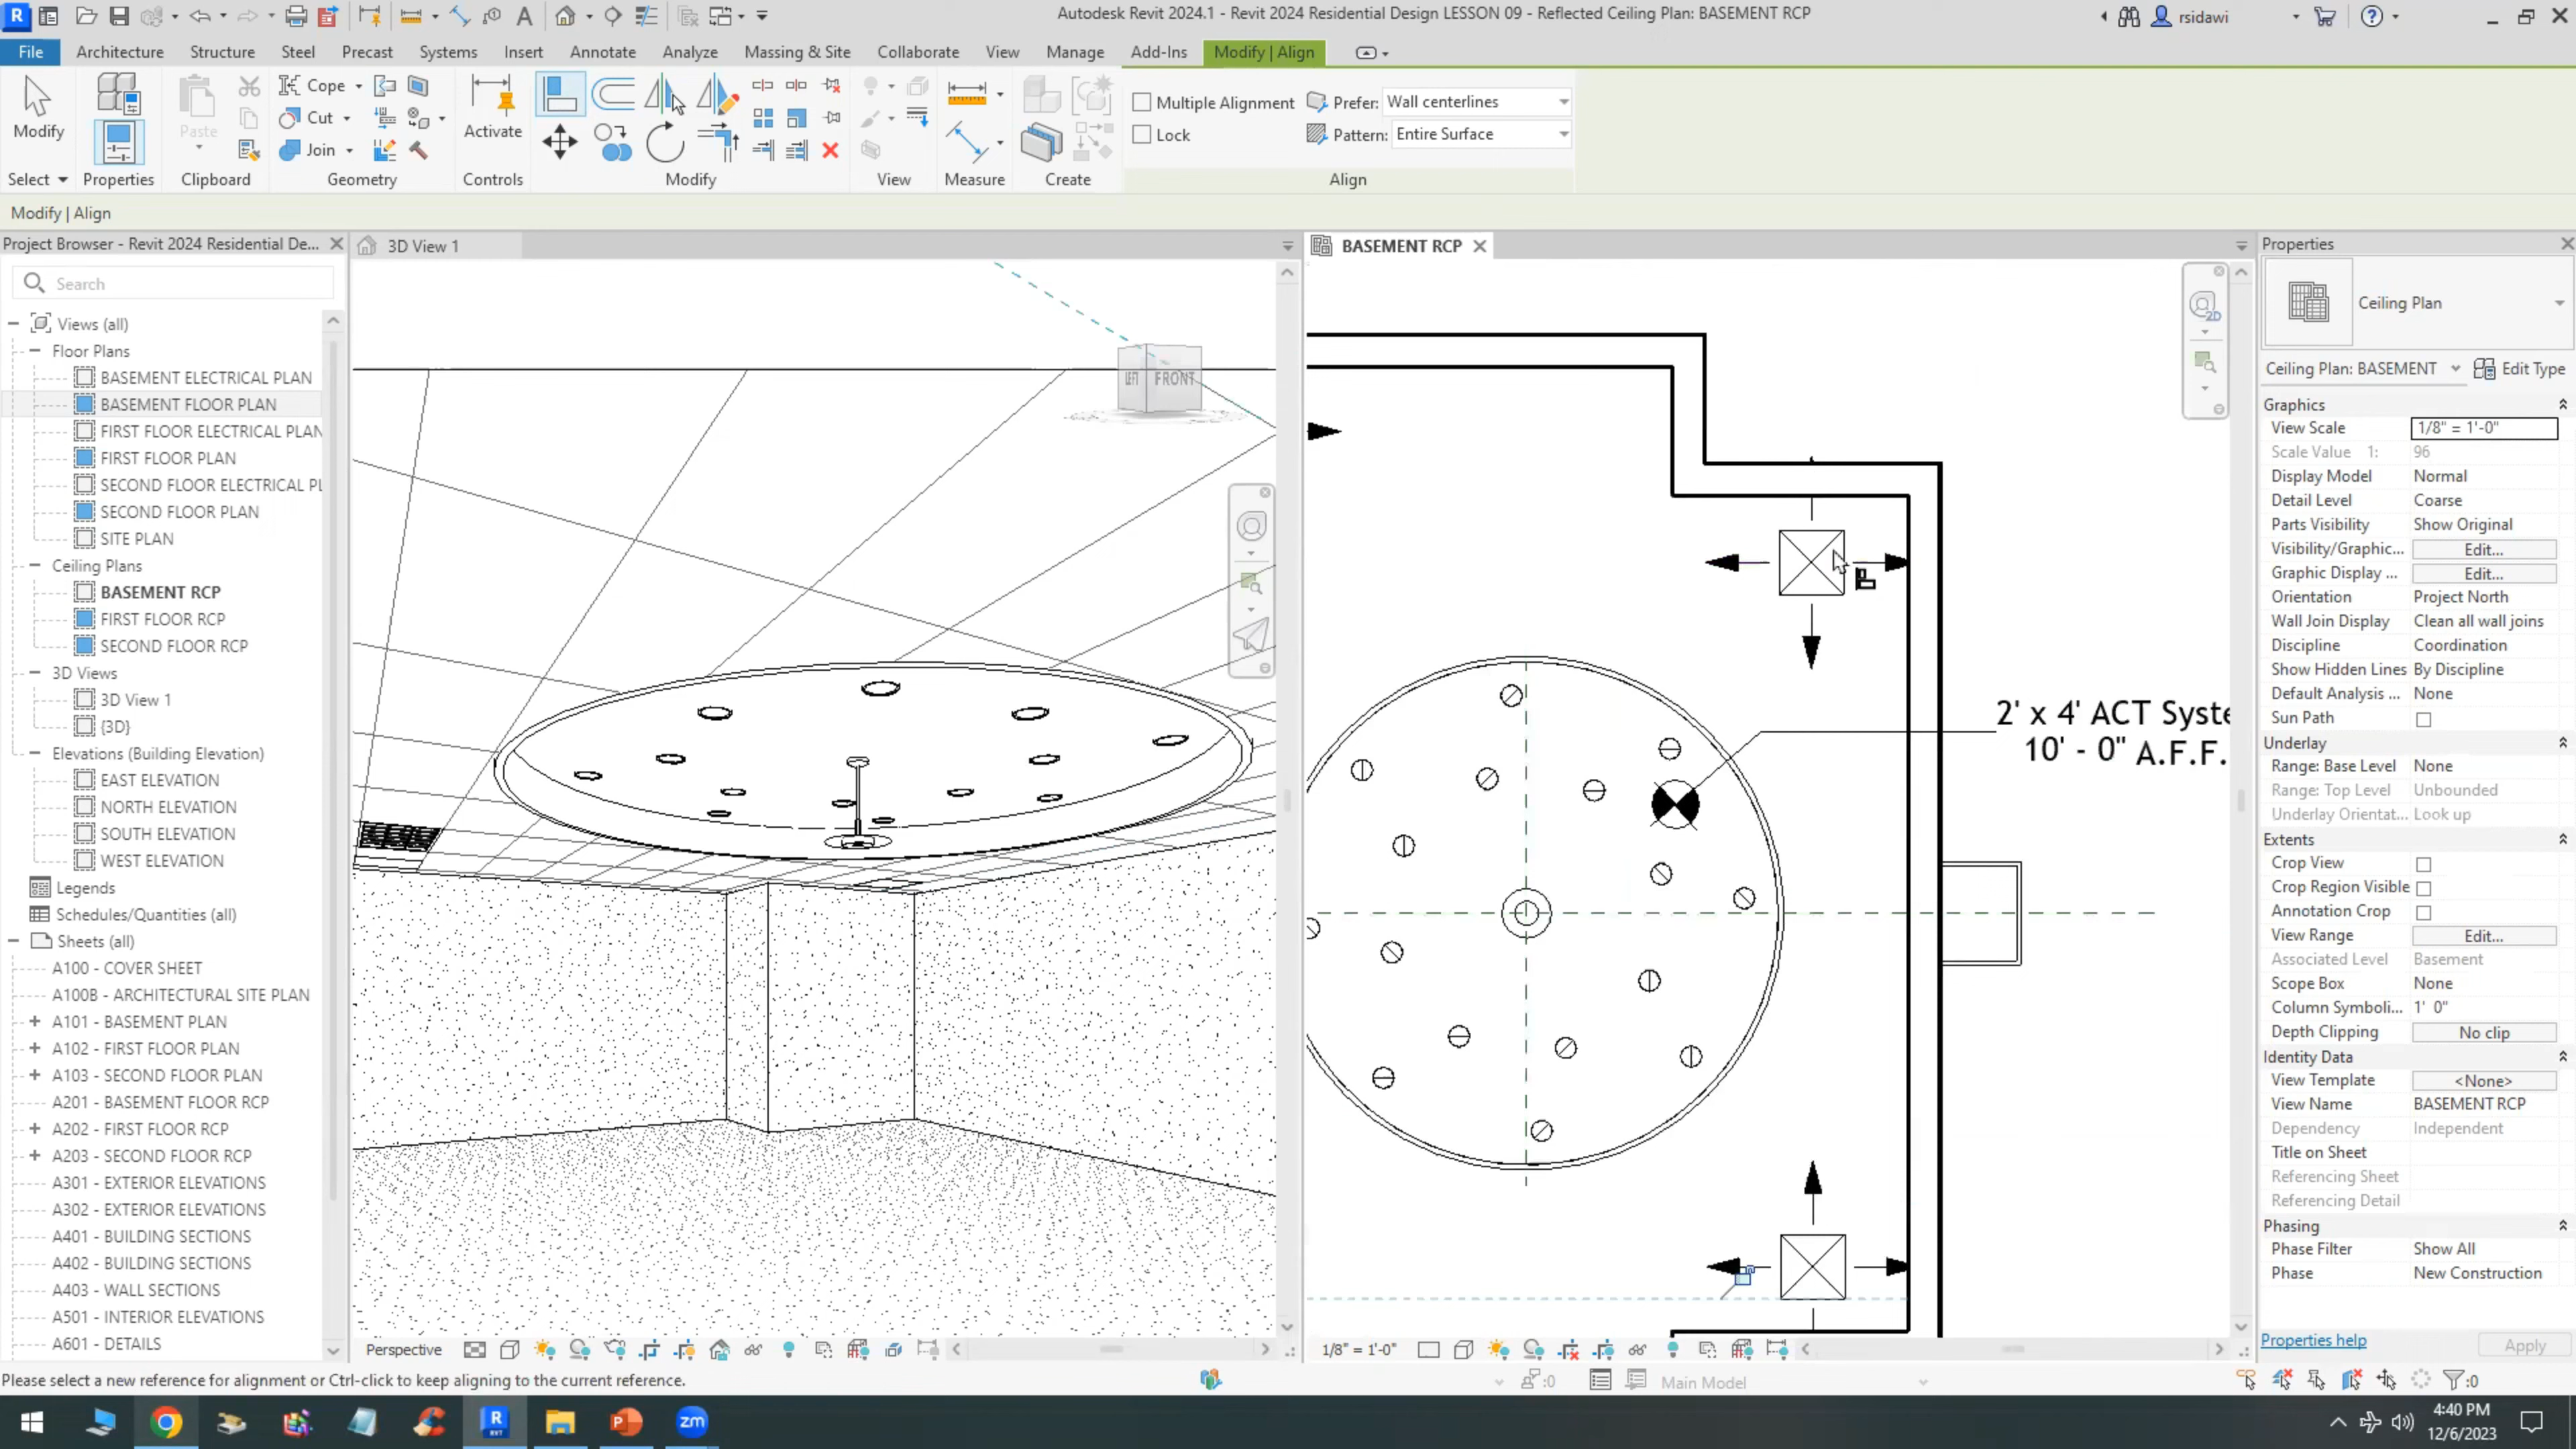 Autodesk Revit 2024.1 - Revit 2024 Residential Design LESSON 09 - Reflected Ceiling Plan: BASEMENT RCP
rsidawi
File Architecture Structure Steel Precast Systems Insert Annotate Analyze Massing & Site Collaborate View Manage Add-Ins Modify | Align
Modify
Paste
Cope
Cut
Join
Activate
Multiple Alignment
Prefer: Wall centerlines
Lock
Pattern: Entire Surface
Select Properties Clipboard Geometry Controls Modify View Measure Create Align
Modify | Align
Project Browser - Revit 2024 Residential De...
Search
Views (all)
Floor Plans
BASEMENT ELECTRICAL PLAN
BASEMENT FLOOR PLAN
FIRST FLOOR ELECTRICAL PLAN
FIRST FLOOR PLAN
SECOND FLOOR ELECTRICAL PL
SECOND FLOOR PLAN
SITE PLAN
Ceiling Plans
BASEMENT RCP
FIRST FLOOR RCP
SECOND FLOOR RCP
3D Views
3D View 1
{3D}
Elevations (Building Elevation)
EAST ELEVATION
NORTH ELEVATION
SOUTH ELEVATION
WEST ELEVATION
Legends
Schedules/Quantities (all)
Sheets (all)
A100 - COVER SHEET
A100B - ARCHITECTURAL SITE PLAN
A101 - BASEMENT PLAN
A102 - FIRST FLOOR PLAN
A103 - SECOND FLOOR PLAN
A201 - BASEMENT FLOOR RCP
A202 - FIRST FLOOR RCP
A203 - SECOND FLOOR RCP
A301 - EXTERIOR ELEVATIONS
A302 - EXTERIOR ELEVATIONS
A401 - BUILDING SECTIONS
A402 - BUILDING SECTIONS
A403 - WALL SECTIONS
A501 - INTERIOR ELEVATIONS
A601 - DETAILS
3D View 1
LEFT FRONT
Perspective
BASEMENT RCP
2D
2' x 4' ACT Syste
10' - 0" A.F.F.
1/8" = 1'-0"
Properties
Ceiling Plan
Ceiling Plan: BASEMENT
Edit Type
Graphics
View Scale 1/8" = 1'-0"
Scale Value 1: 96
Display Model Normal
Detail Level Coarse
Parts Visibility Show Original
Visibility/Graphic... Edit...
Graphic Display ... Edit...
Orientation Project North
Wall Join Display Clean all wall joins
Discipline Coordination
Show Hidden Lines By Discipline
Default Analysis ... None
Sun Path
Underlay
Range: Base Level None
Range: Top Level Unbounded
Underlay Orientat... Look up
Extents
Crop View
Crop Region Visible
Annotation Crop
View Range Edit...
Associated Level Basement
Scope Box None
Column Symboli... 1' 0"
Depth Clipping No clip
Identity Data
View Template <None>
View Name BASEMENT RCP
Dependency Independent
Title on Sheet
Referencing Sheet
Referencing Detail
Phasing
Phase Filter Show All
Phase New Construction
Properties help
Apply
Please select a new reference for alignment or Ctrl-click to keep aligning to the current reference.
:0
Main Model
:0
R
RVT
zm
4:40 PM
12/6/2023